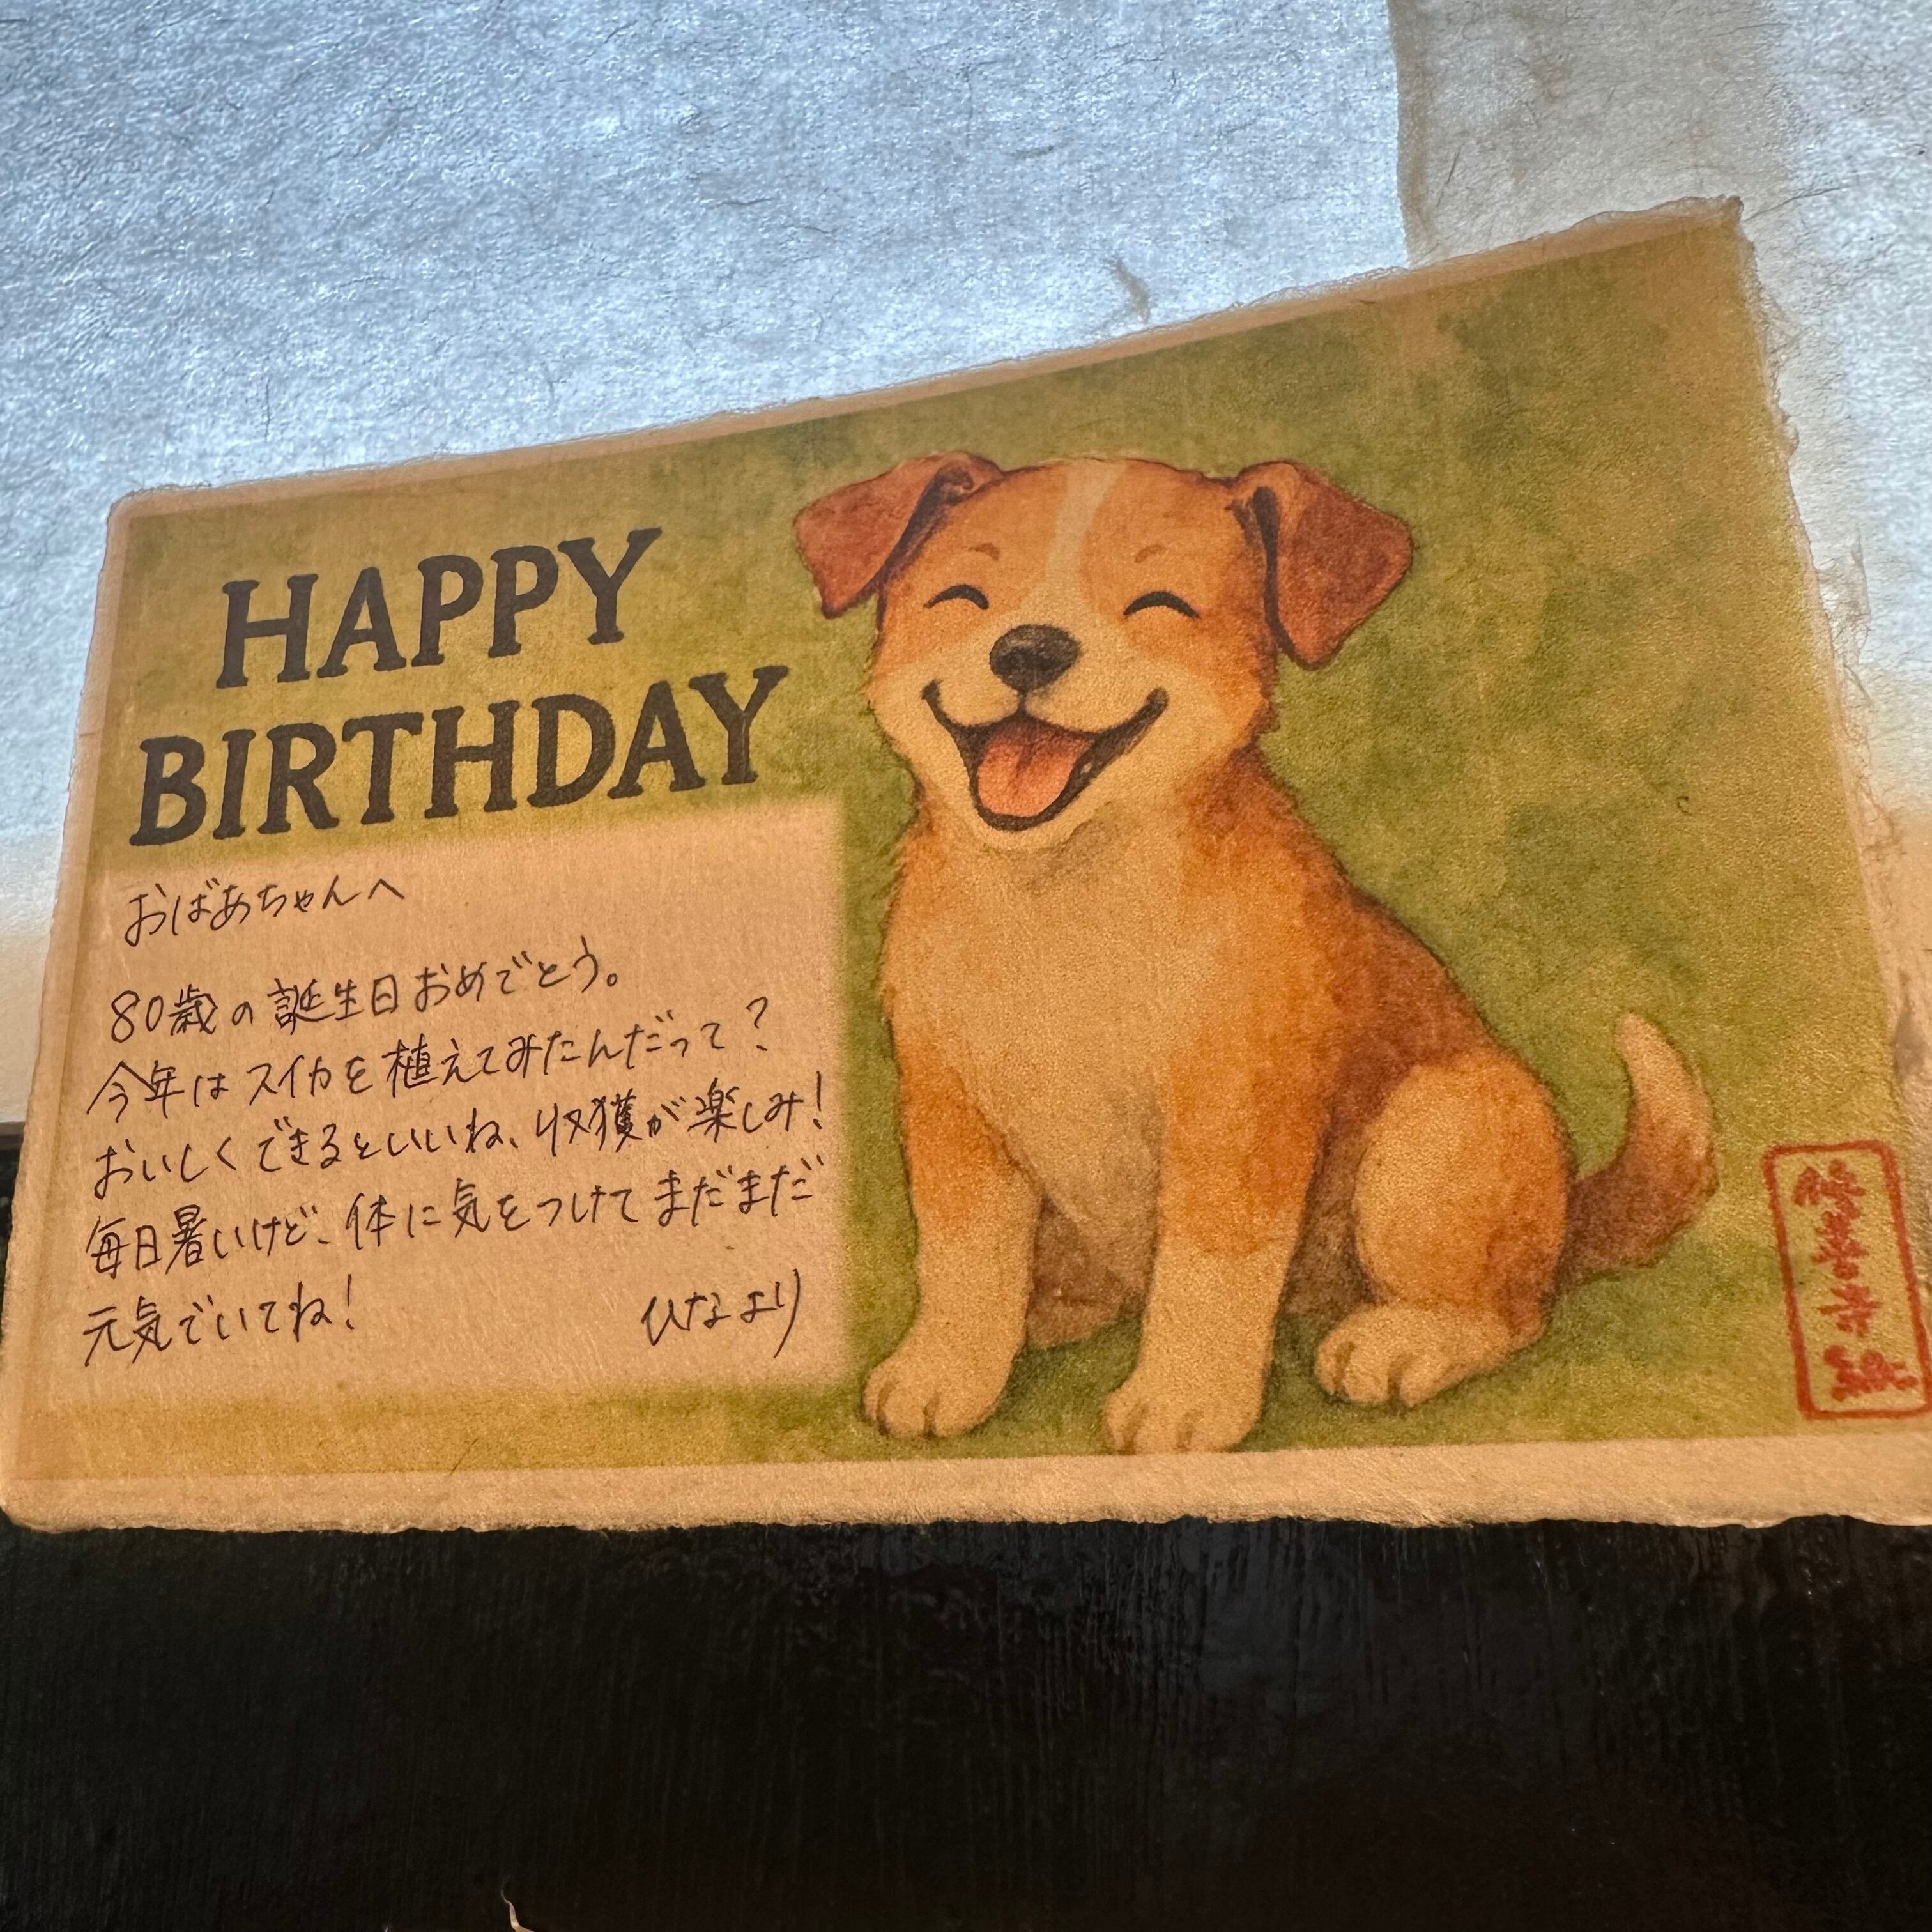 HAPPY
BIRTHDAY
おばあちゃんへ
80歳の誕生日おめでとう。
今年はスイカを植えてみたんだって?
おいしくできるといいね、収獲が楽しみ!
毎日暑いけど、体に気をつけてまだまだ
元気でいてね!
ひなより
修善寺紙